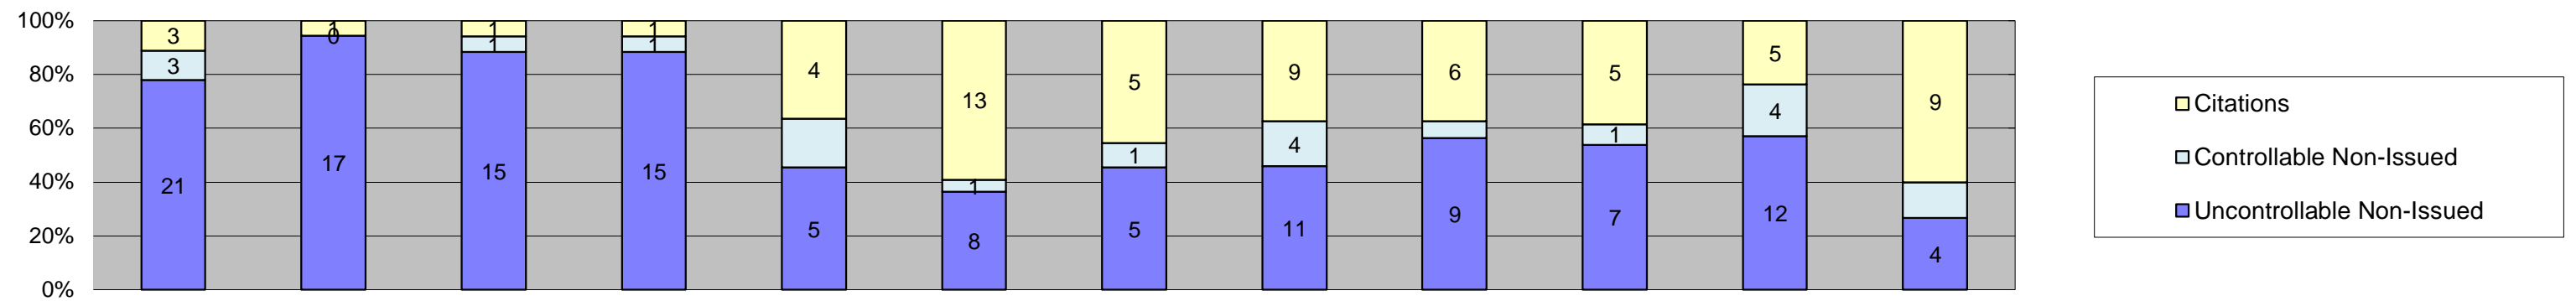 100%
80%
60%
40%
20%
0%
3 1 1 1 4 13 5 9 6 5 5 9
3 0 1 1 1 1 4 1 4
21 17 15 15 5 8 5 11 9 7 12 4
Citations
Controllable Non-Issued
Uncontrollable Non-Issued